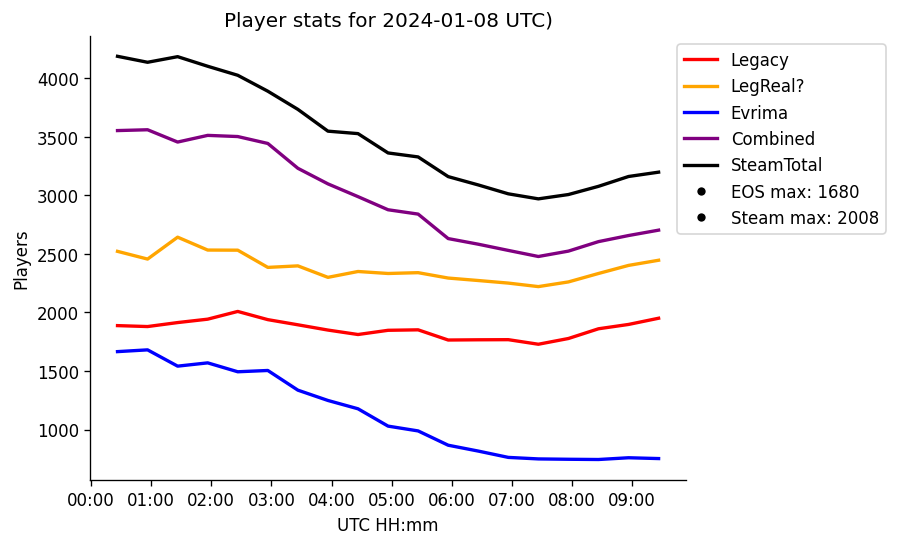 Player stats for 2024-01-08 UTC)
Legacy
LegReal?
Evrima
Combined
SteamTotal
EOS max: 1680
Steam max: 2008
Players
4000
3500
3000
2500
2000
1500
1000
00:00 01:00 02:00 03:00 04:00 05:00 06:00 07:00 08:00 09:00
UTC HH:mm